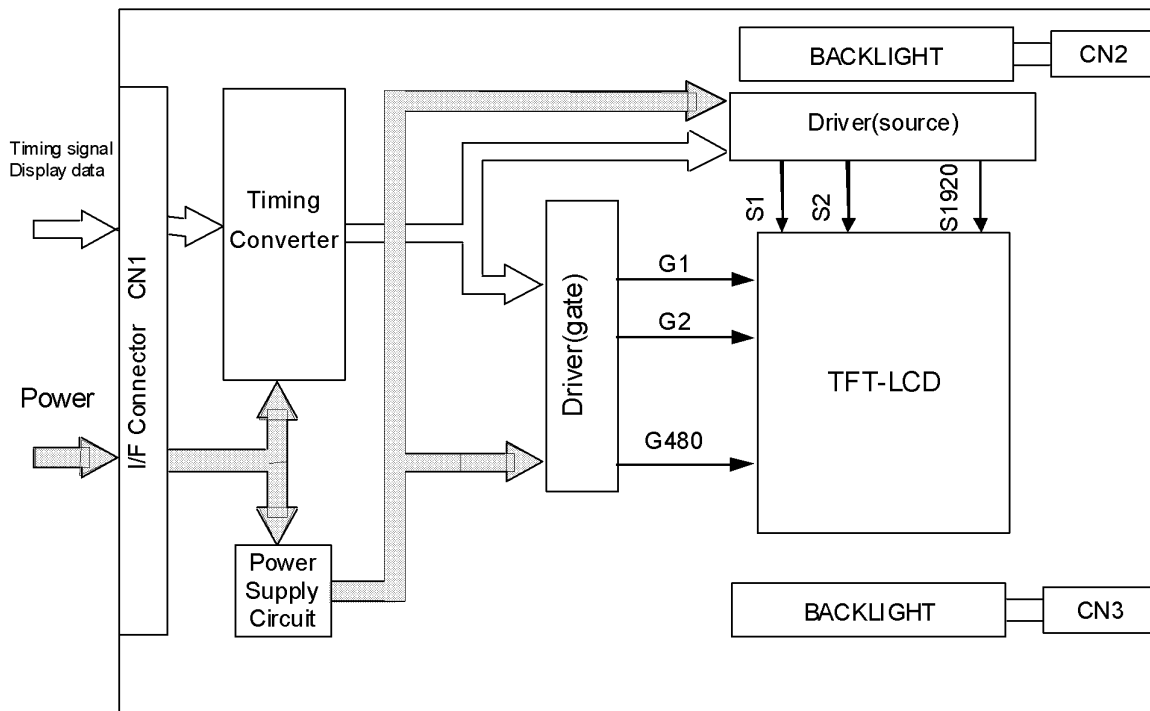 BACKLIGHT
CN2
Timing signal
Display data
I/F Connector CN1
Timing
Converter
Driver(source)
S1
S2
S1920
Driver(gate)
G1
G2
G480
TFT-LCD
Power
Power
Supply
Circuit
BACKLIGHT
CN3